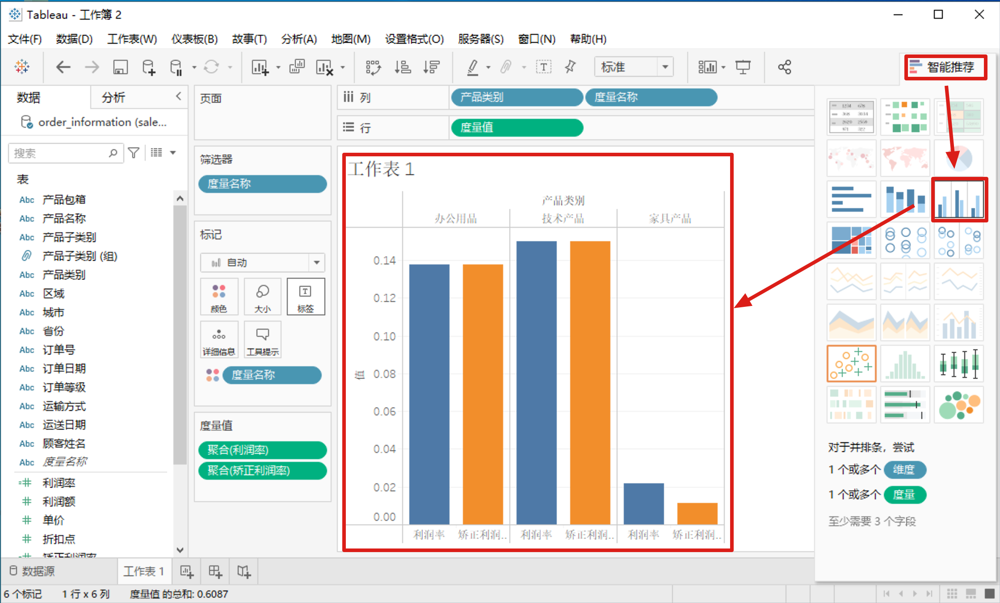 Tableau - 工作簿 2
文件(F) 数据(D) 工作表(W) 仪表板(B) 故事(T) 分析(A) 地图(M) 设置格式(O) 服务器(S) 窗口(N) 帮助(H)
标准
智能推荐
数据 分析
order_information (sale...
搜索
表
Abc 产品包箱
Abc 产品名称
Abc 产品子类别
产品子类别 (组)
Abc 产品类别
Abc 区域
Abc 城市
Abc 省份
Abc 订单号
Abc 订单日期
Abc 订单等级
Abc 运输方式
Abc 运送日期
Abc 顾客姓名
Abc 度量名称
利润率
利润额
单价
折扣点
矫正利润率
页面
筛选器
度量名称
标记
自动
颜色 大小 标签
详细信息 工具提示
度量名称
度量值
聚合(利润率)
聚合(矫正利润率)
列 产品类别 度量名称
行 度量值
工作表 1
产品类别
办公用品 技术产品 家具产品
值
0.14
0.12
0.10
0.08
0.06
0.04
0.02
0.00
利润率 矫正利润.. 利润率 矫正利润.. 利润率 矫正利润..
对于并排条，尝试
1 个或多个 维度
1 个或多个 度量
至少需要 3 个字段
数据源 工作表 1
6 个标记 1 行 x 6 列 度量值 的总和: 0.6087